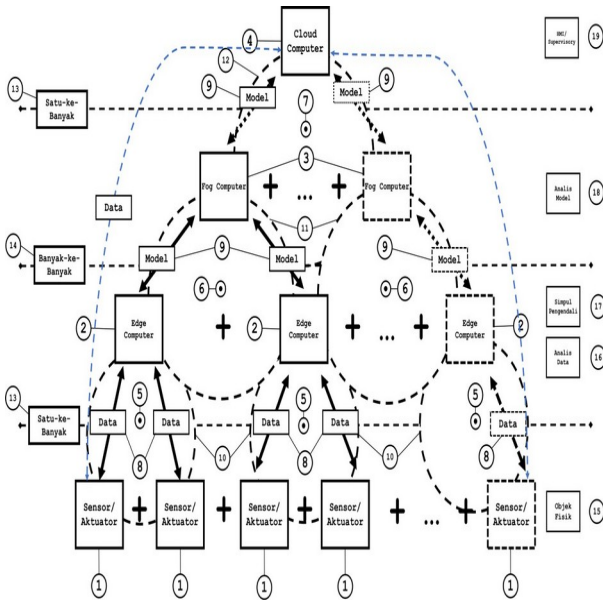 4
Cloud
Computer
19
HMI/
Supervisory
12
9
Model
Model
9
13
Satu-ke-
Banyak
7
3
Fog Computer
+
...
+
Fog Computer
18
Analis
Model
Data
11
14
Banyak-ke-
Banyak
Model
9
Model
9
Model
6
6
17
Simpul
Pengendali
2
Edge
Computer
+
2
Edge
Computer
+
...
+
Edge
Computer
2
16
Analis
Data
13
Satu-ke-
Banyak
5
5
5
Data
Data
Data
Data
Data
8
10
8
10
8
Sensor/
Aktuator
+
Sensor/
Aktuator
+
Sensor/
Aktuator
+
Sensor/
Aktuator
+
...
+
Sensor/
Aktuator
15
Objek
Fisik
1
1
1
1
1